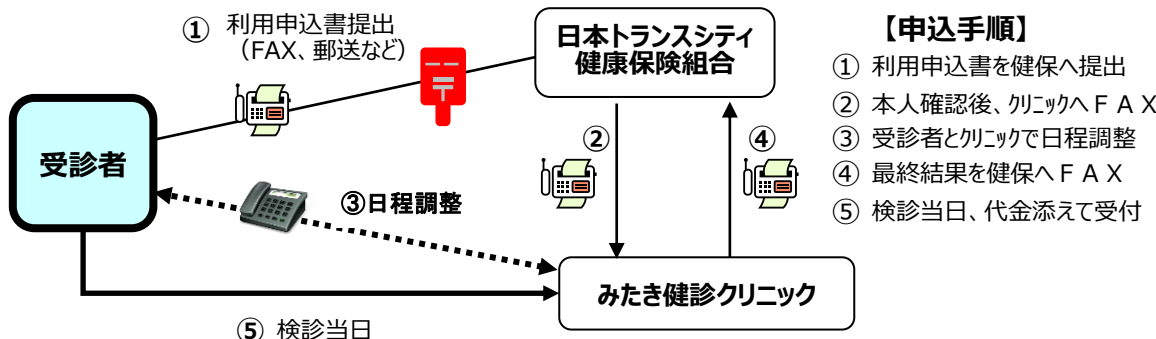 ① 利用申込書提出
（FAX、郵送など）
日本トランスシティ
健康保険組合
受診者
②
④
③日程調整
みたき健診クリニック
⑤ 検診当日
【申込手順】
① 利用申込書を健保へ提出
② 本人確認後、ｸﾘﾆｯｸへＦＡＸ
③ 受診者とｸﾘﾆｯｸで日程調整
④ 最終結果を健保へＦＡＸ
⑤ 検診当日、代金添えて受付